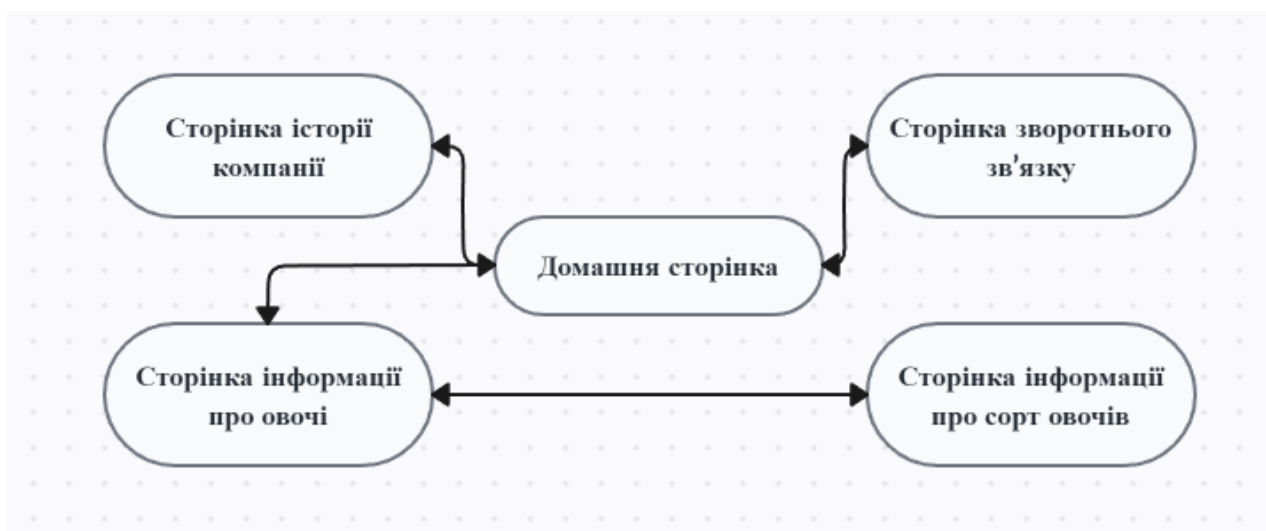 Сторінка історії
компанії
Сторінка зворотнього
зв'язку
Домашня сторінка
Сторінка інформації
про овочі
Сторінка інформації
про сорт овочів